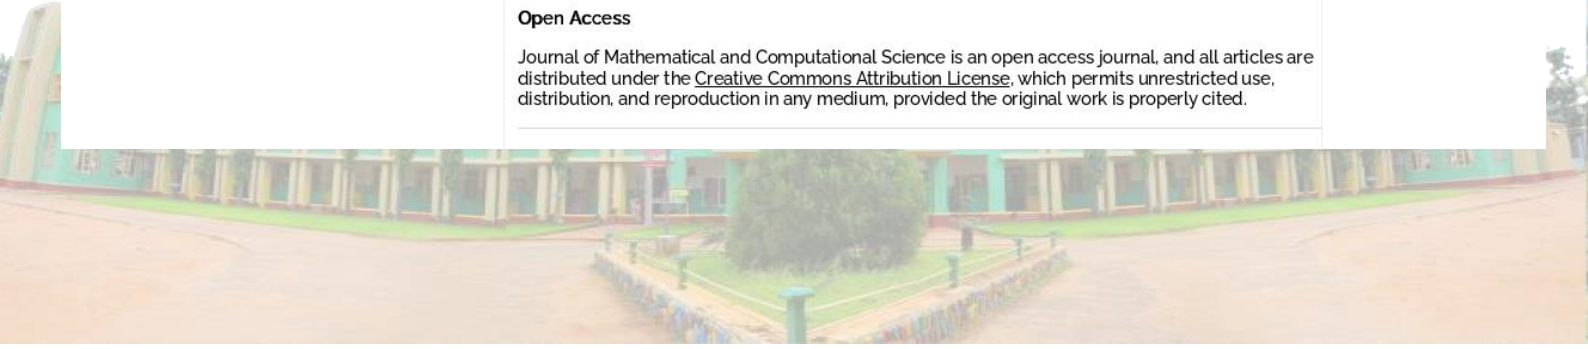 Open Access
Journal of Mathematical and Computational Science is an open access journal, and all articles are
distributed under the Creative Commons Attribution License, which permits unrestricted use,
distribution, and reproduction in any medium, provided the original work is properly cited.